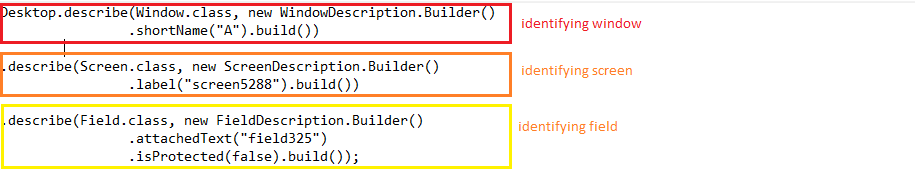 Desktop.describe(Window.class, new WindowDescription.Builder()
.shortName("A").build())
identifying window
.describe(Screen.class, new ScreenDescription.Builder()
.label("screen5288").build())
identifying screen
.describe(Field.class, new FieldDescription.Builder()
.attachedText("field325")
.isProtected(false).build());
identifying field